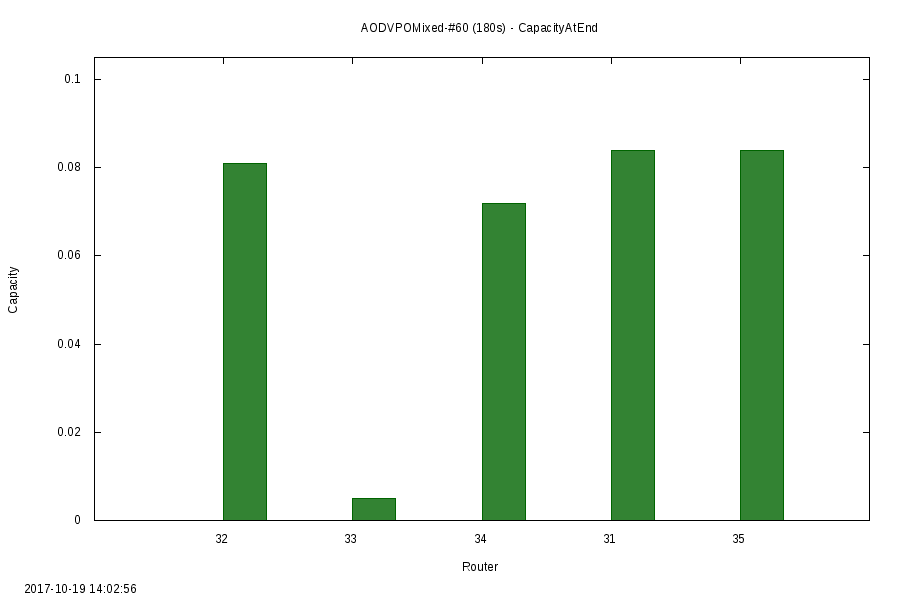 AODVPOMixed-#60 (180s) - CapacityAtEnd
0.1
0.08
0.06
0.04
0.02
0
Capacity
32 33 34 31 35
Router
2017-10-19 14:02:56